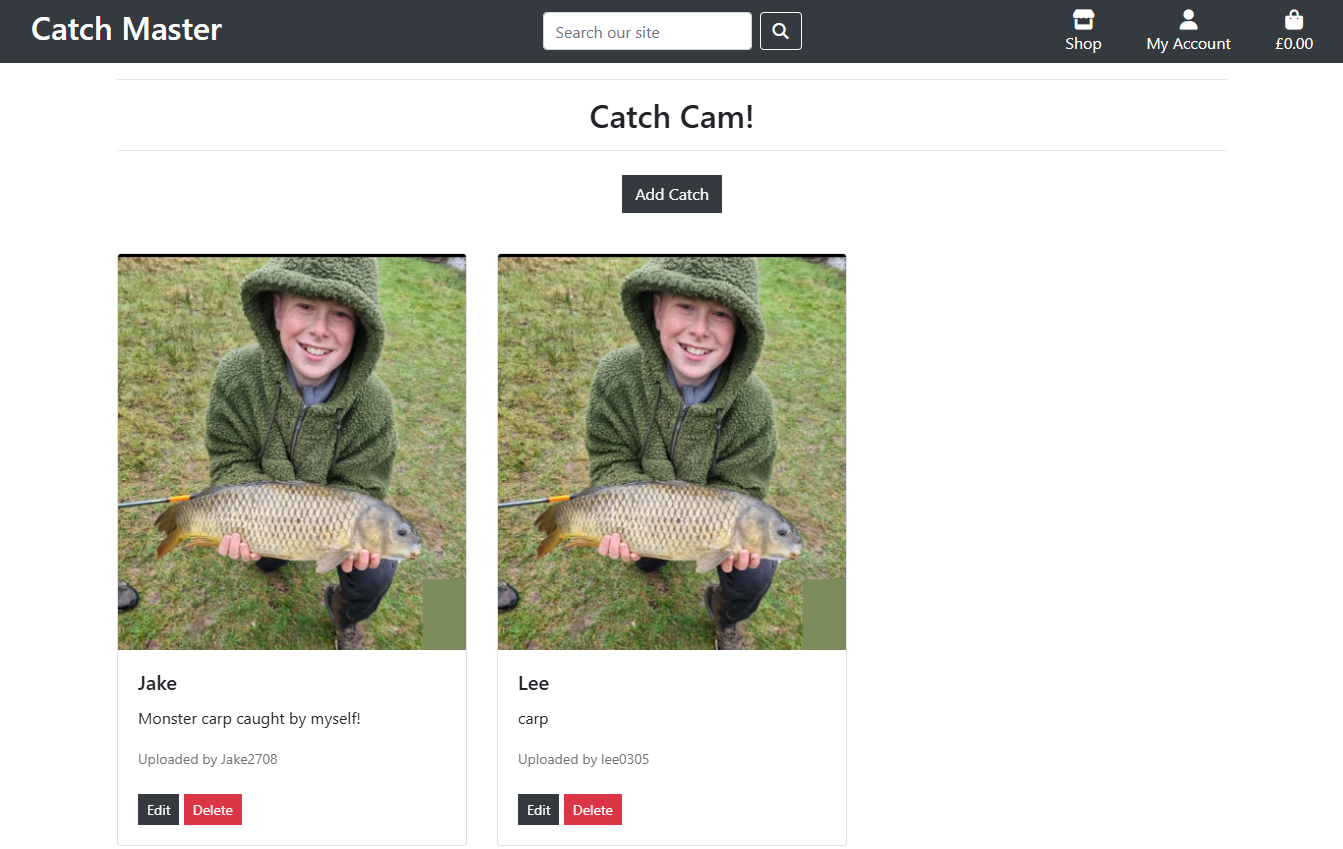 Catch Master
Search our site
Shop
My Account
£0.00
Catch Cam!
Add Catch
Jake
Monster carp caught by myself!
Uploaded by Jake2708
Edit Delete
Lee
carp
Uploaded by lee0305
Edit Delete